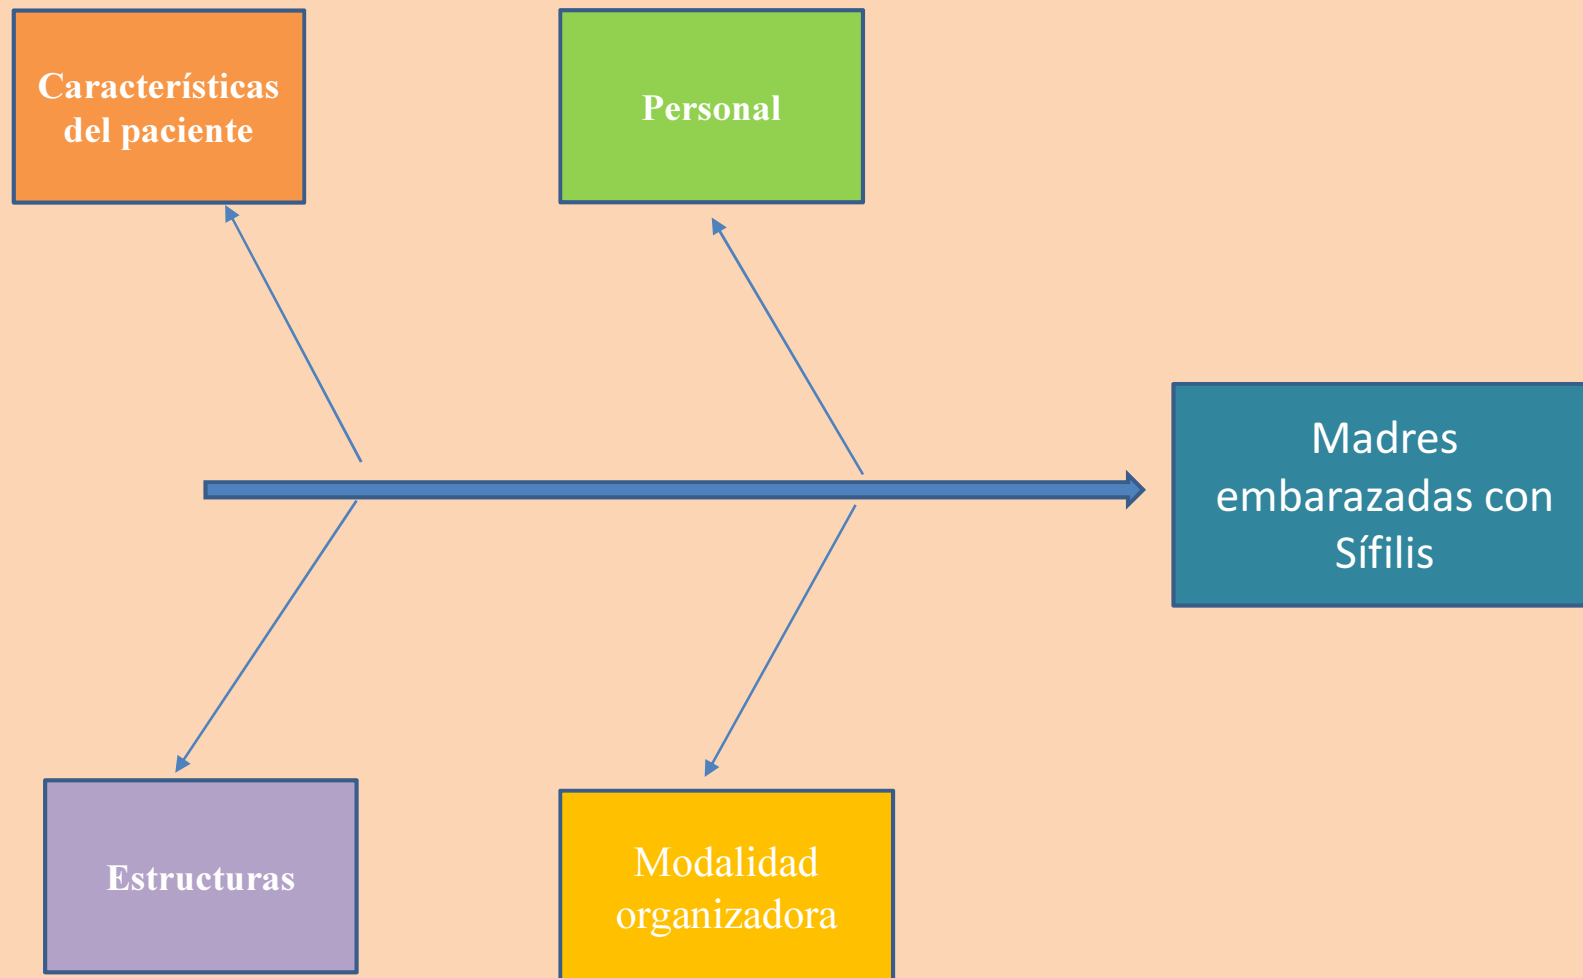 Características
del paciente
Personal
Madres
embarazadas con
Sífilis
Estructuras
Modalidad
organizadora